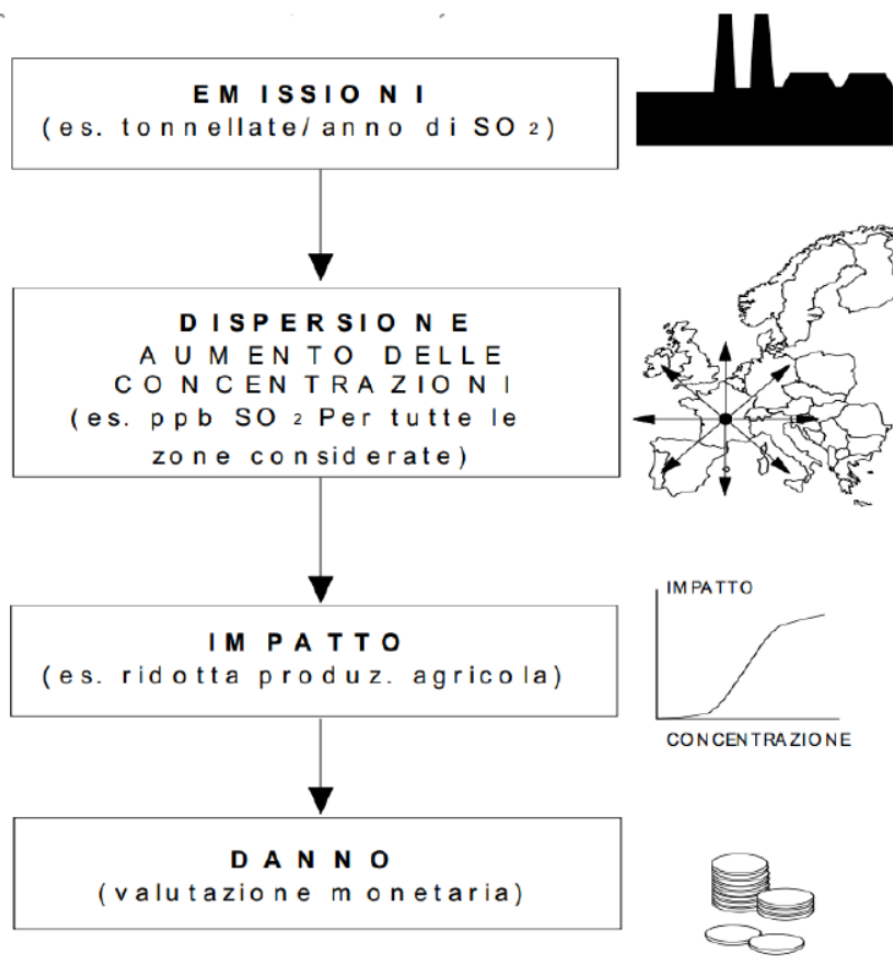 EMISSIONI
(es. tonnellate/anno di SO2)
DISPERSIONE
AUMENTO DELLE
CONCENTRAZIONI
(es. ppb SO2 Per tutte le
zone considerate)
IMPATTO
(es. ridotta produz. agricola)
IMPATTO
CONCENTRAZIONE
DANNO
(valutazione monetaria)